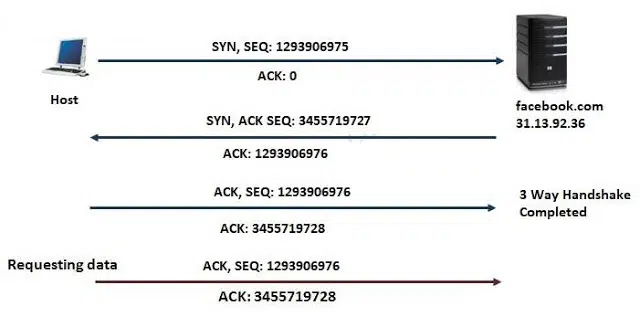 SYN, SEQ: 1293906975
ACK: 0
Host
facebook.com
31.13.92.36
SYN, ACK SEQ: 3455719727
ACK: 1293906976
ACK, SEQ: 1293906976
ACK: 3455719728
3 Way Handshake
Completed
Requesting data
ACK, SEQ: 1293906976
ACK: 3455719728